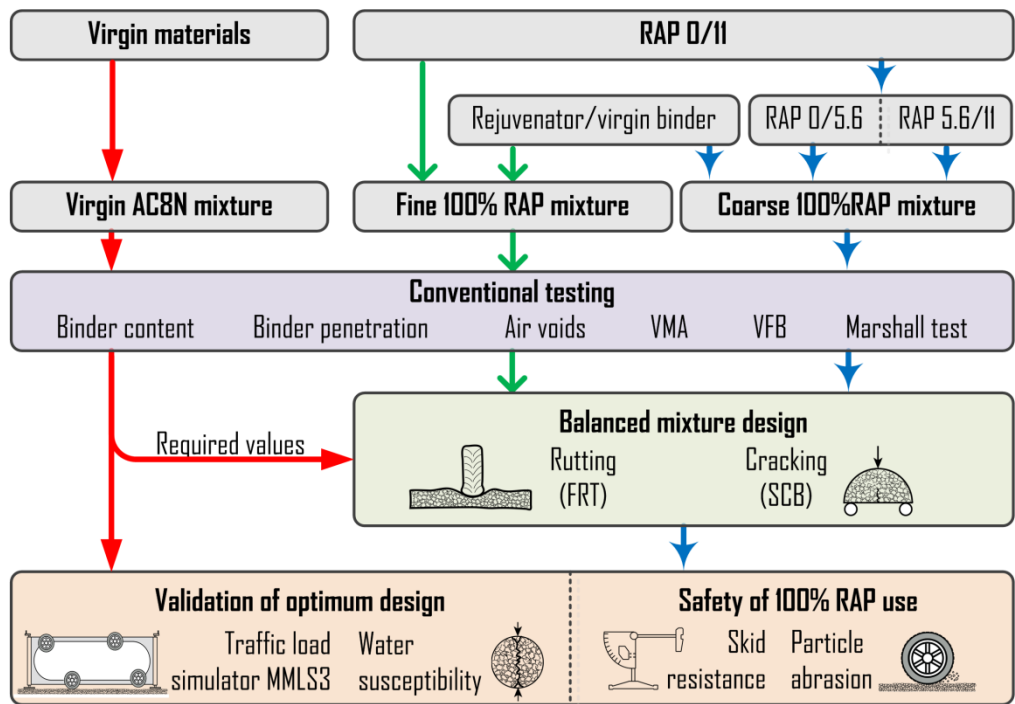 Virgin materials
RAP 0/11
Rejuvenator/virgin binder
RAP 0/5.6
RAP 5.6/11
Virgin AC8N mixture
Fine 100% RAP mixture
Coarse 100%RAP mixture
Conventional testing
Binder content
Binder penetration
Air voids
VMA
VFB
Marshall test
Required values
Balanced mixture design
Rutting
(FRT)
Cracking
(SCB)
Validation of optimum design
Traffic load
simulator MMLS3
Water
susceptibility
Safety of 100% RAP use
Skid
resistance
Particle
abrasion